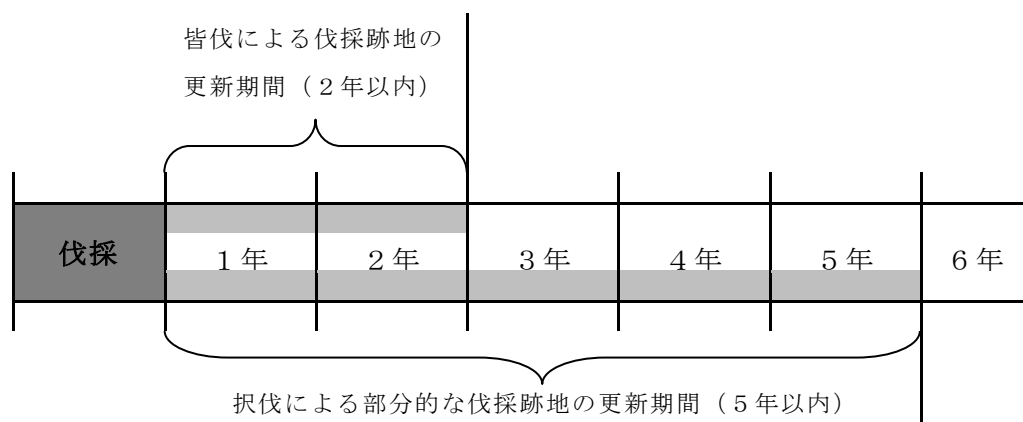 皆伐による伐採跡地の
更新期間（２年以内）
伐採
１年
２年
３年
４年
５年
６年
択伐による部分的な伐採跡地の更新期間（５年以内）